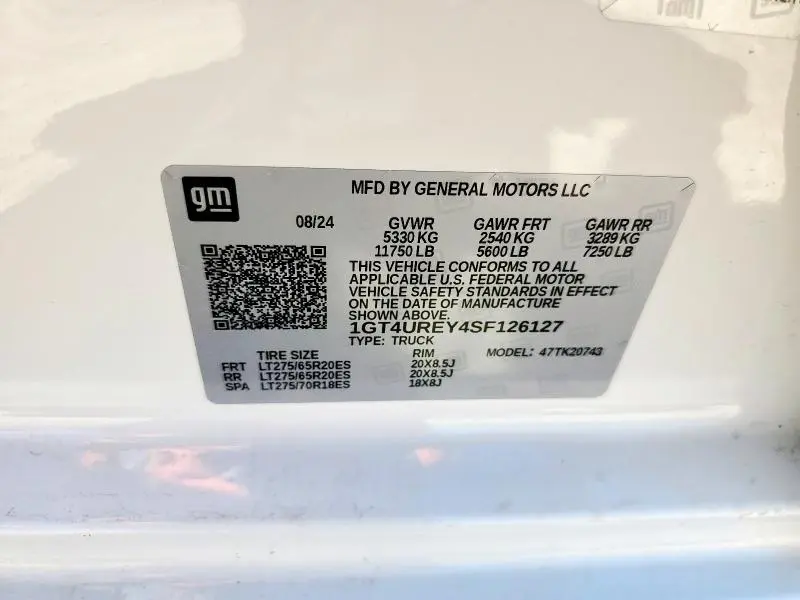 gm
MFD BY GENERAL MOTORS LLC
08/24 GVWR GAWR FRT GAWR RR
5330 KG 2540 KG 3289 KG
11750 LB 5600 LB 7250 LB
THIS VEHICLE CONFORMS TO ALL
APPLICABLE U.S. FEDERAL MOTOR
VEHICLE SAFETY STANDARDS IN EFFECT
ON THE DATE OF MANUFACTURE
SHOWN ABOVE.
1GT4UREY4SF126127
TYPE: TRUCK
TIRE SIZE RIM MODEL: 47TK20743
FRT LT275/65R20ES 20X8.5J
RR LT275/65R20ES 20X8.5J
SPA LT275/70R18ES 18X8J